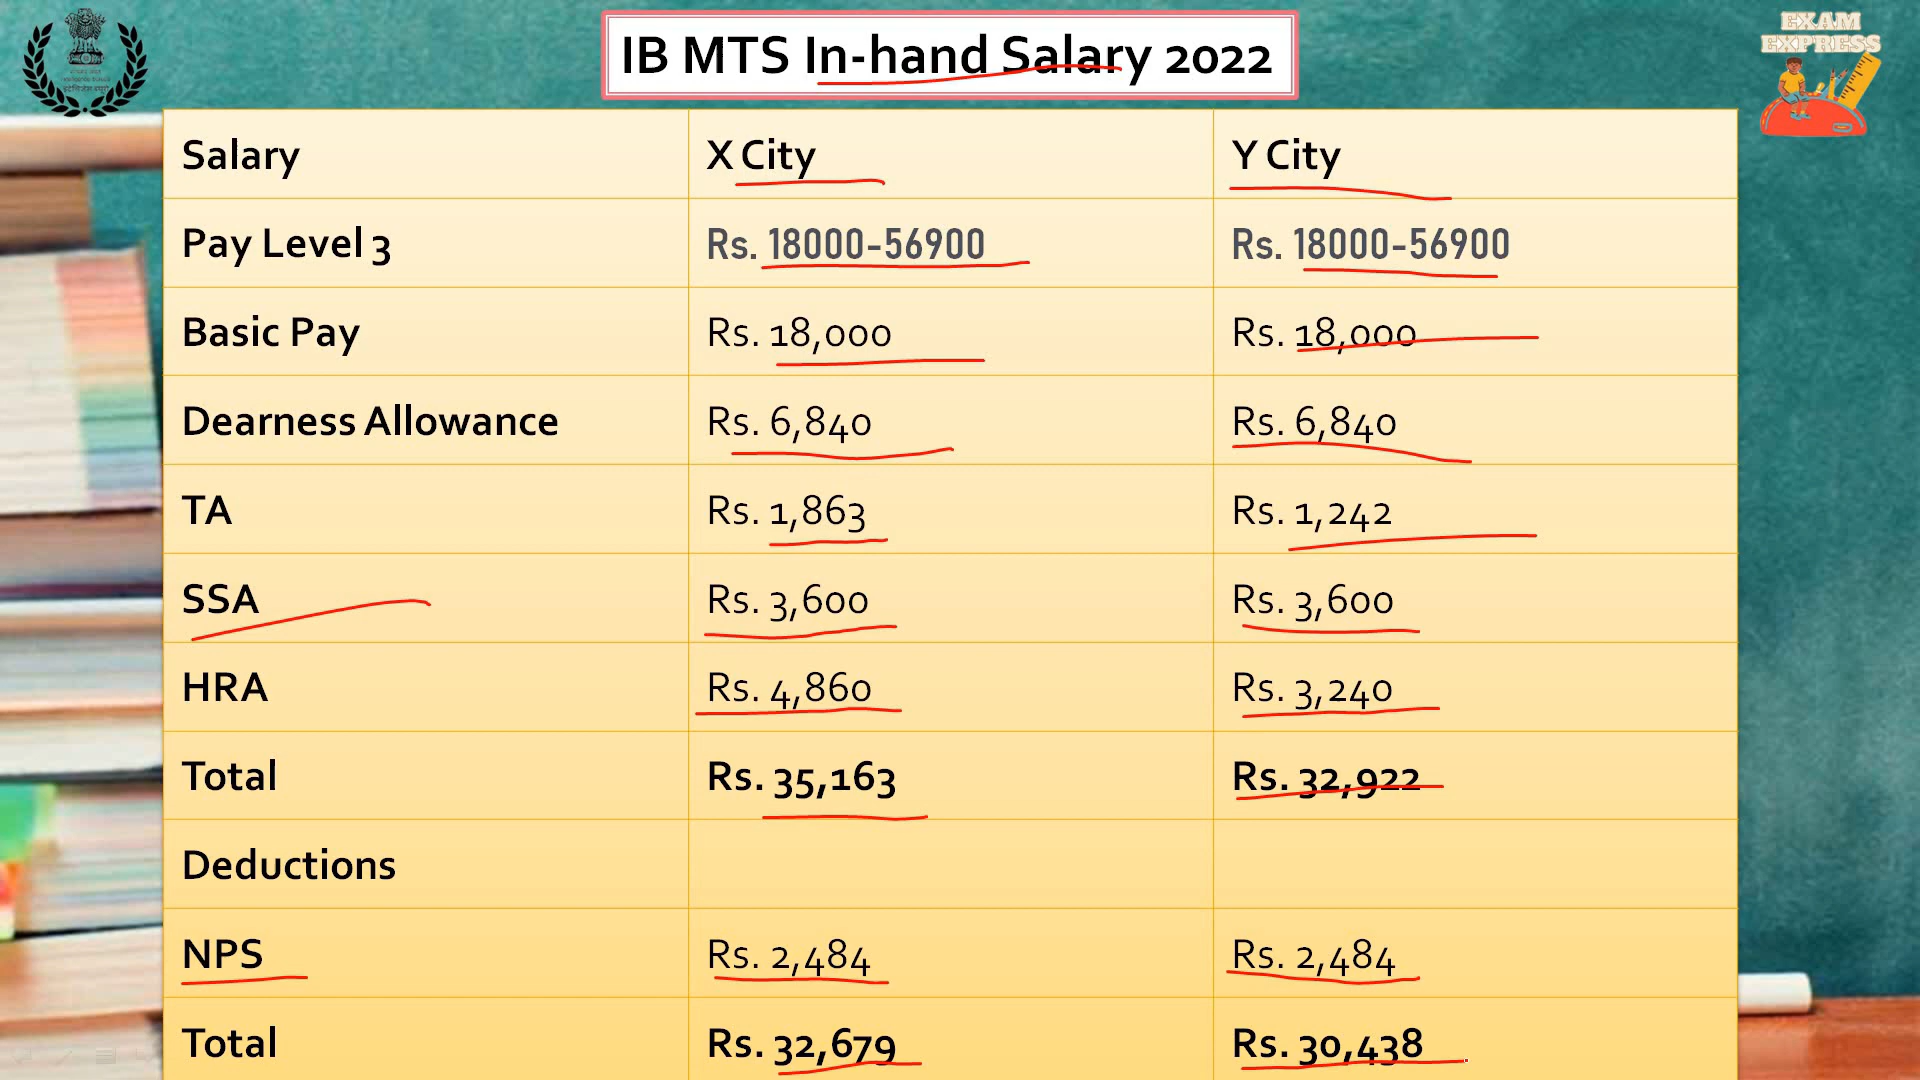 IB MTS In-hand Salary 2022
EXAM
EXPRESS
Salary X City Y City
Pay Level 3 Rs. 18000-56900 Rs. 18000-56900
Basic Pay Rs. 18,000 Rs. 18,000
Dearness Allowance Rs. 6,840 Rs. 6,840
TA Rs. 1,863 Rs. 1,242
SSA Rs. 3,600 Rs. 3,600
HRA Rs. 4,860 Rs. 3,240
Total Rs. 35,163 Rs. 32,922
Deductions
NPS Rs. 2,484 Rs. 2,484
Total Rs. 32,679 Rs. 30,438